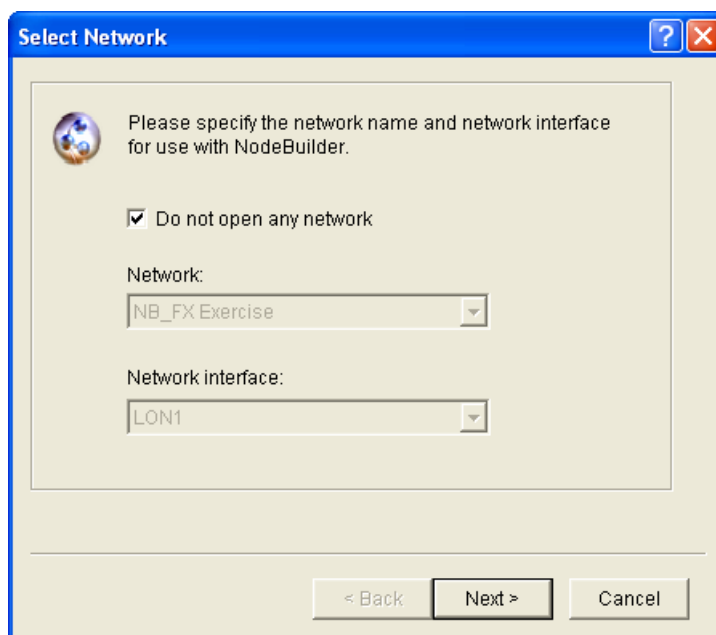 Select Network
Please specify the network name and network interface
for use with NodeBuilder.
Do not open any network
Network:
NB_FX Exercise
Network interface:
LON1
< Back
Next >
Cancel